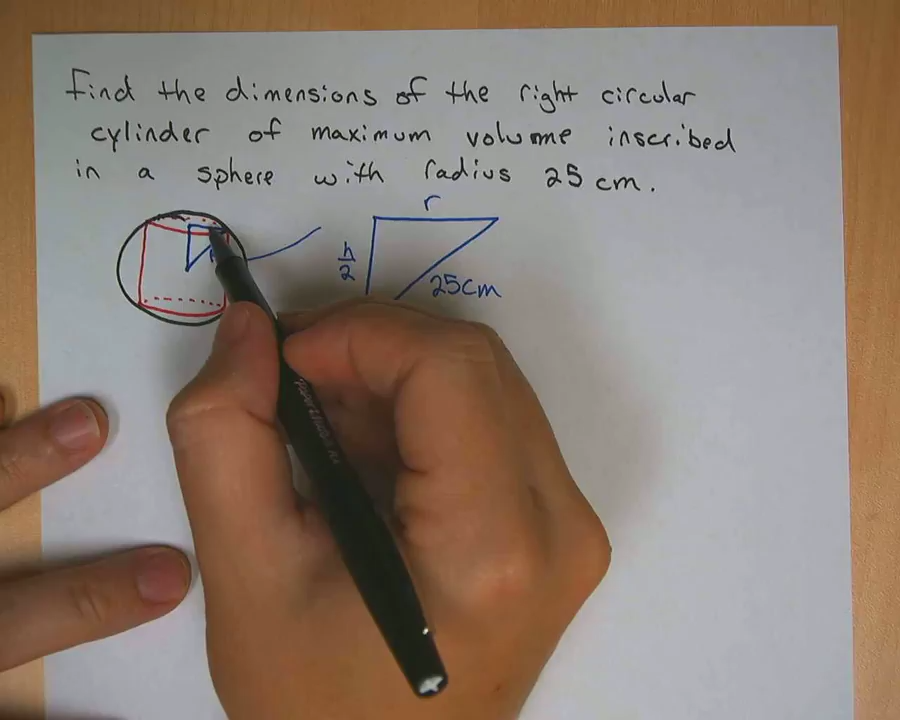 Find the dimensions of the right circular
cylinder of maximum volume inscribed
in a sphere with radius 25 cm.
r
h
2
25cm